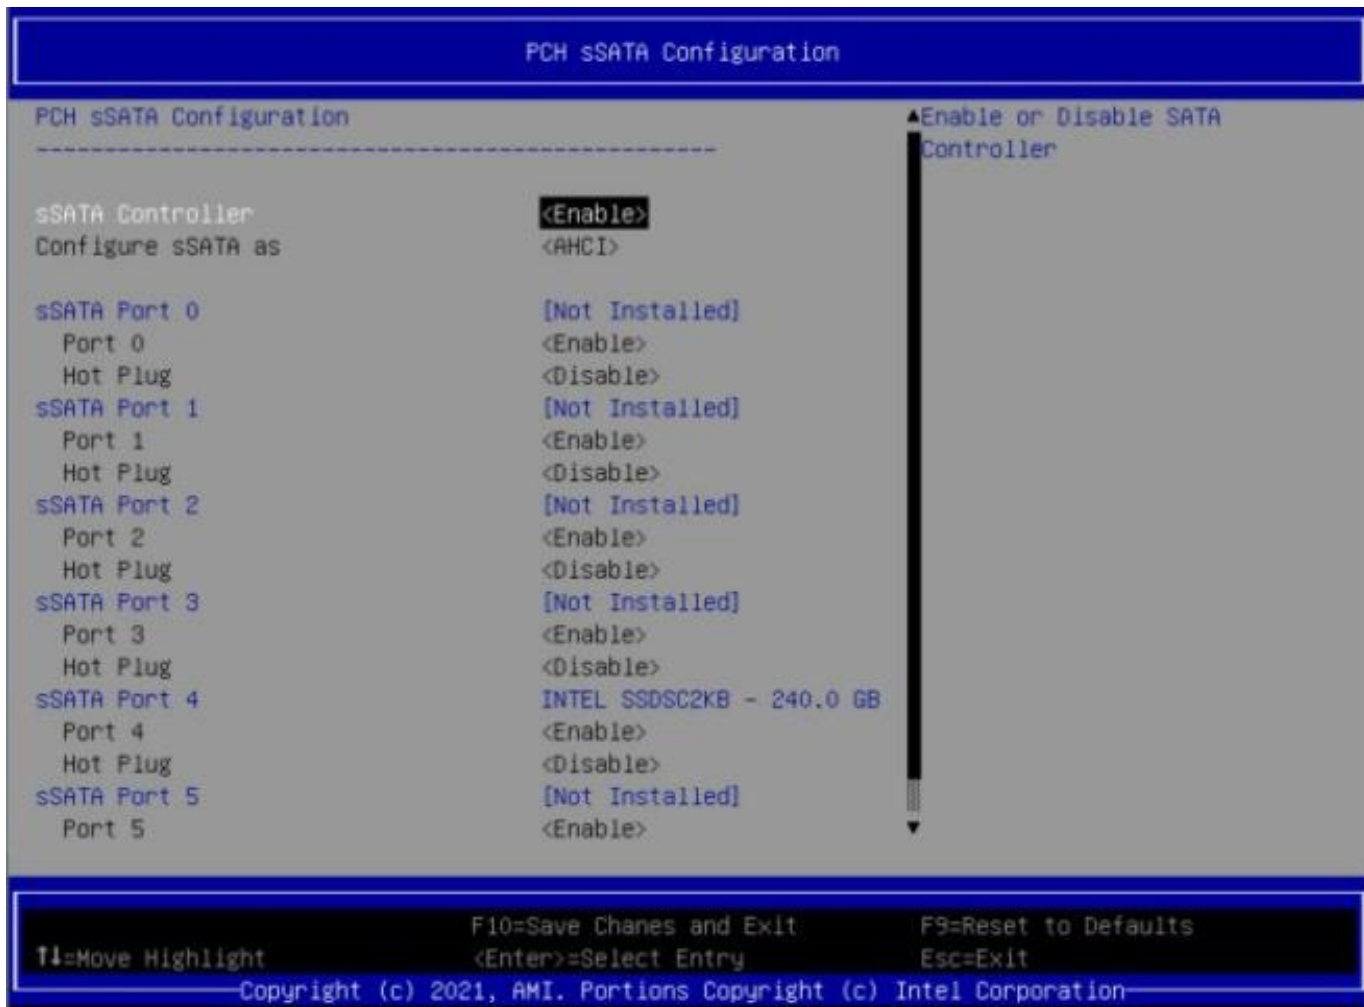 PCH sSATA Configuration
PCH sSATA Configuration
--------------------------------------------------
Enable or Disable SATA
Controller
sSATA Controller <Enable>
Configure sSATA as <AHCI>
sSATA Port 0 [Not Installed]
Port 0 <Enable>
Hot Plug <Disable>
sSATA Port 1 [Not Installed]
Port 1 <Enable>
Hot Plug <Disable>
sSATA Port 2 [Not Installed]
Port 2 <Enable>
Hot Plug <Disable>
sSATA Port 3 [Not Installed]
Port 3 <Enable>
Hot Plug <Disable>
sSATA Port 4 INTEL SSDSC2KB - 240.0 GB
Port 4 <Enable>
Hot Plug <Disable>
sSATA Port 5 [Not Installed]
Port 5 <Enable>
F10=Save Chanes and Exit F9=Reset to Defaults
↑↓=Move Highlight <Enter>=Select Entry Esc=Exit
Copyright (c) 2021, AMI. Portions Copyright (c) Intel Corporation